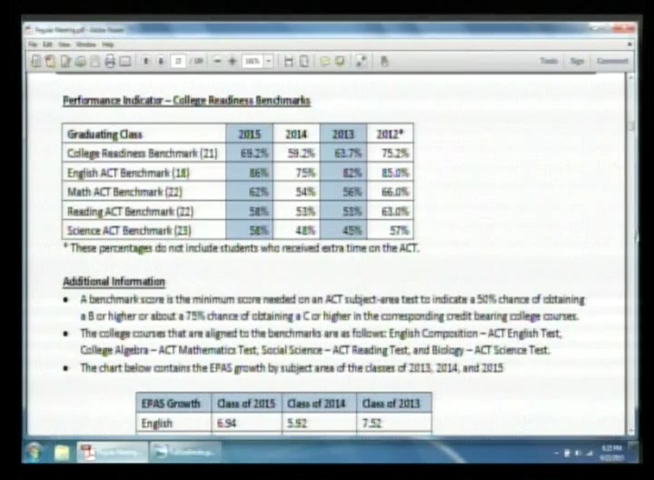 Performance Indicator – College Readiness Benchmarks
Graduating Class 2015 2014 2013 2012*
College Readiness Benchmark (21) 69.2% 59.2% 63.7% 75.2%
English ACT Benchmark (18) 86% 75% 82% 85.0%
Math ACT Benchmark (22) 62% 54% 56% 66.0%
Reading ACT Benchmark (22) 58% 53% 53% 63.0%
Science ACT Benchmark (23) 58% 48% 45% 57%
* These percentages do not include students who received extra time on the ACT.
Additional Information
• A benchmark score is the minimum score needed on an ACT subject-area test to indicate a 50% chance of obtaining
a B or higher or about a 75% chance of obtaining a C or higher in the corresponding credit bearing college courses.
• The college courses that are aligned to the benchmarks are as follows: English Composition – ACT English Test,
College Algebra – ACT Mathematics Test, Social Science – ACT Reading Test, and Biology – ACT Science Test.
• The chart below contains the EPAS growth by subject area of the classes of 2013, 2014, and 2015
EPAS Growth Class of 2015 Class of 2014 Class of 2013
English 6.94 5.92 7.52